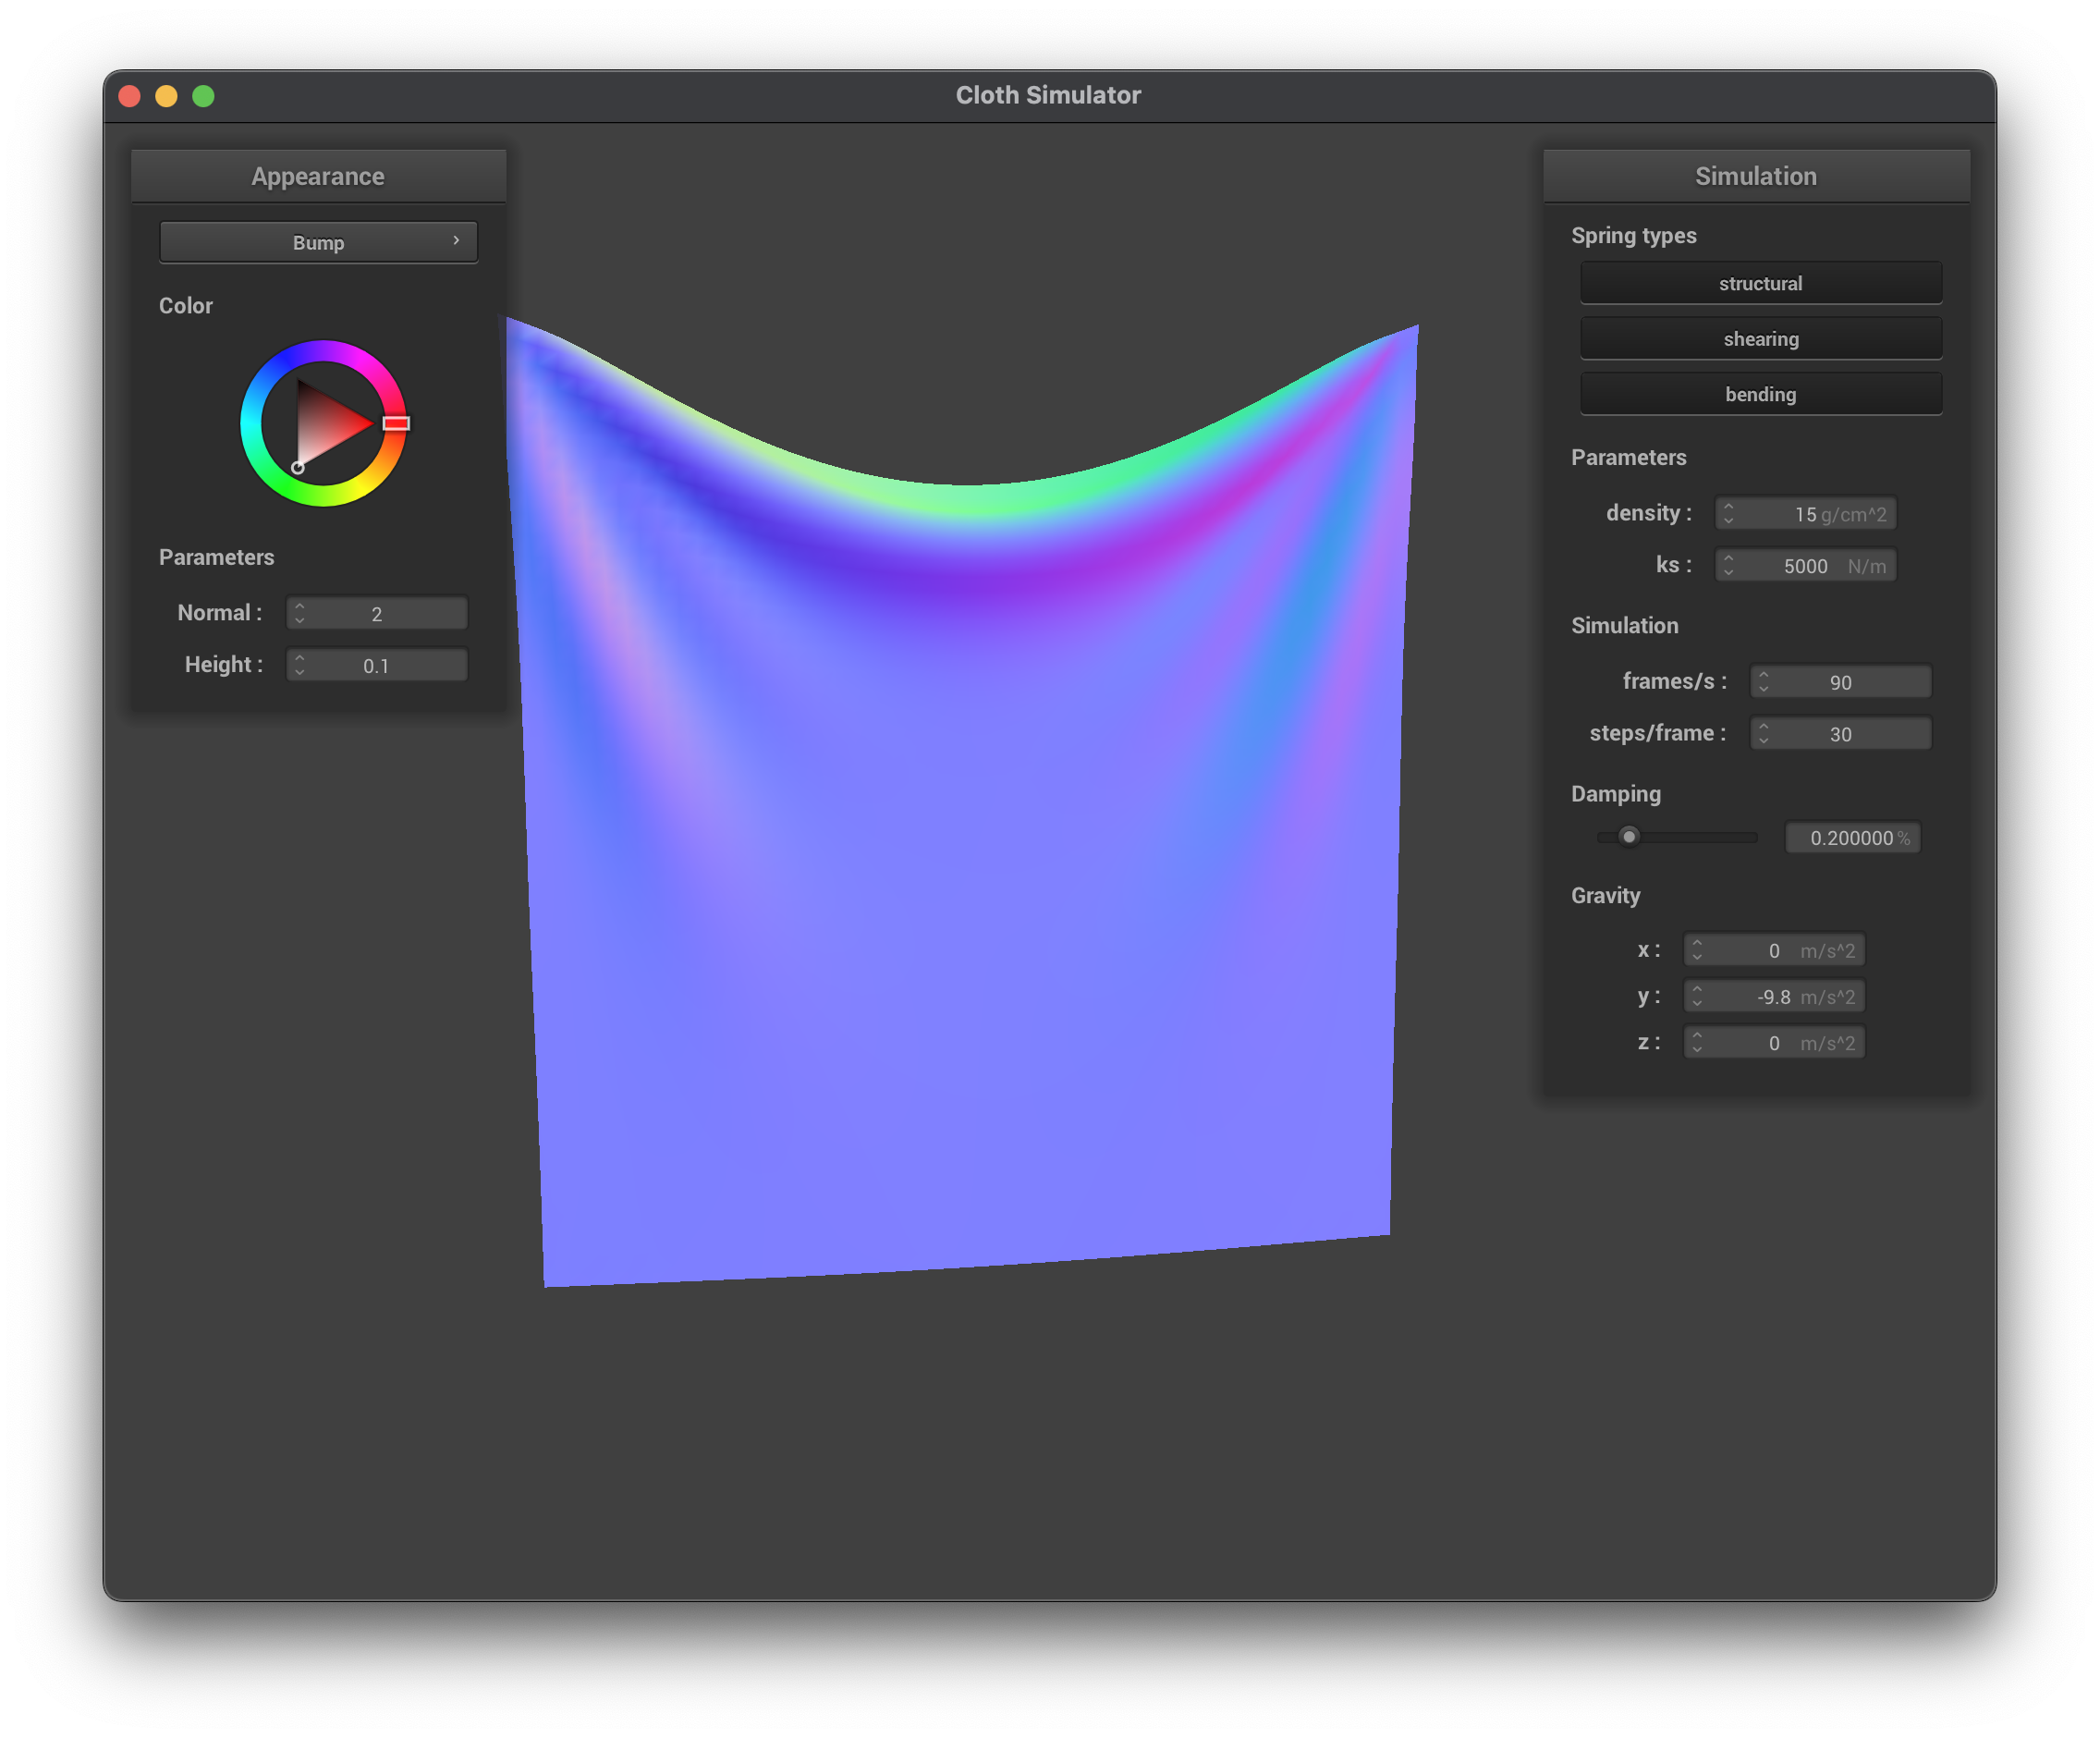 Cloth Simulator
Appearance
Bump
Color
Parameters
Normal : 2
Height : 0.1
Simulation
Spring types
structural
shearing
bending
Parameters
density : 15 g/cm^2
ks : 5000 N/m
Simulation
frames/s : 90
steps/frame : 30
Damping
0.200000 %
Gravity
x : 0 m/s^2
y : -9.8 m/s^2
z : 0 m/s^2